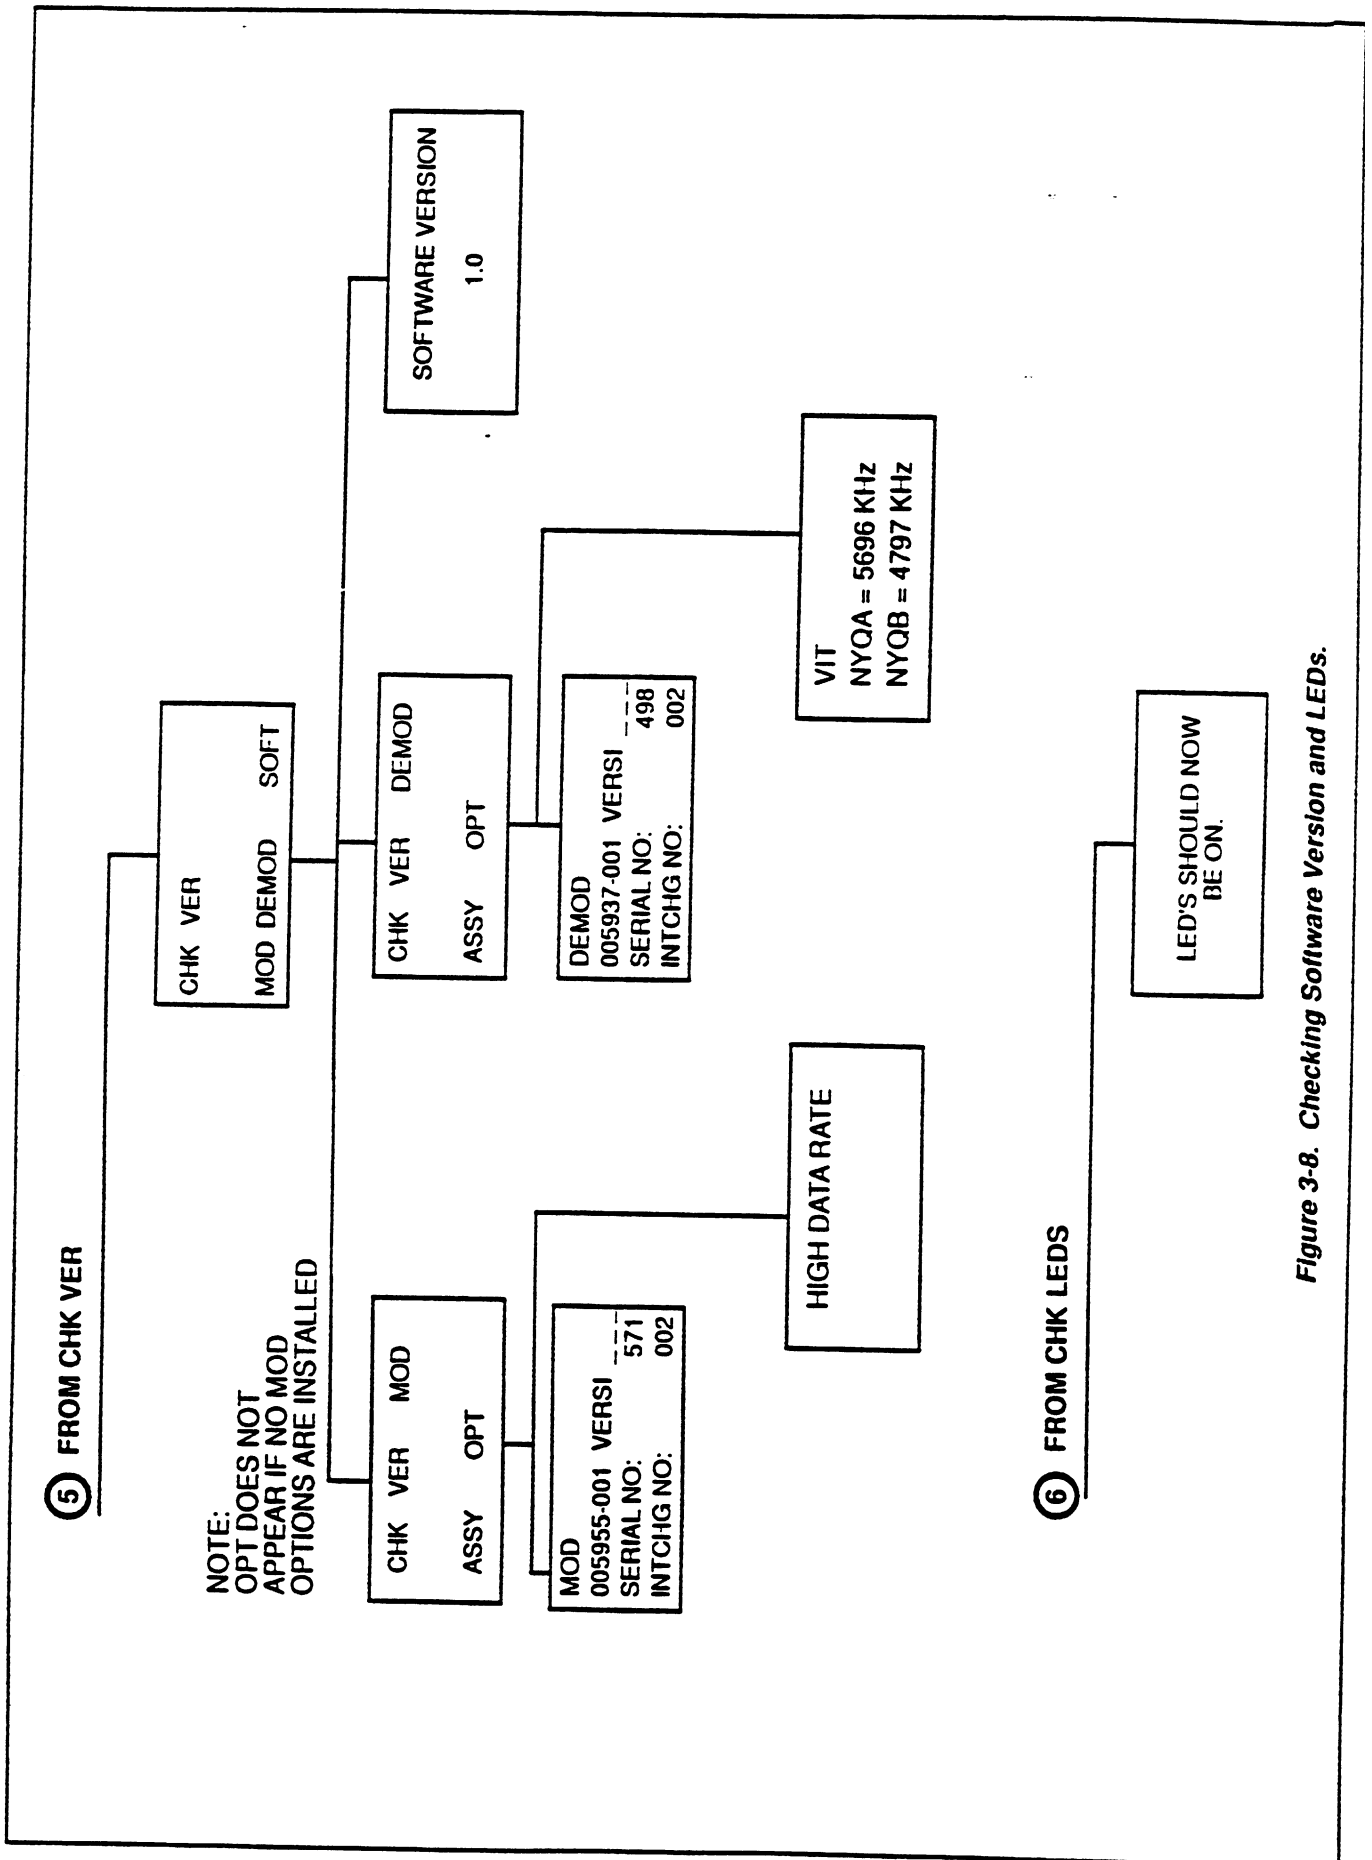 5 FROM CHK VER
NOTE:
OPT DOES NOT
APPEAR IF NO MOD
OPTIONS ARE INSTALLED
CHK VER
MOD DEMOD SOFT
CHK VER MOD
ASSY OPT
CHK VER DEMOD
ASSY OPT
SOFTWARE VERSION
1.0
MOD
005955-001 VERSI ---
SERIAL NO: 571
INTCHG NO: 002
DEMOD
005937-001 VERSI ---
SERIAL NO: 498
INTCHG NO: 002
HIGH DATA RATE
VIT
NYQA = 5696 KHz
NYQB = 4797 KHz
6 FROM CHK LEDS
LED'S SHOULD NOW
BE ON.
Figure 3-8. Checking Software Version and LEDs.